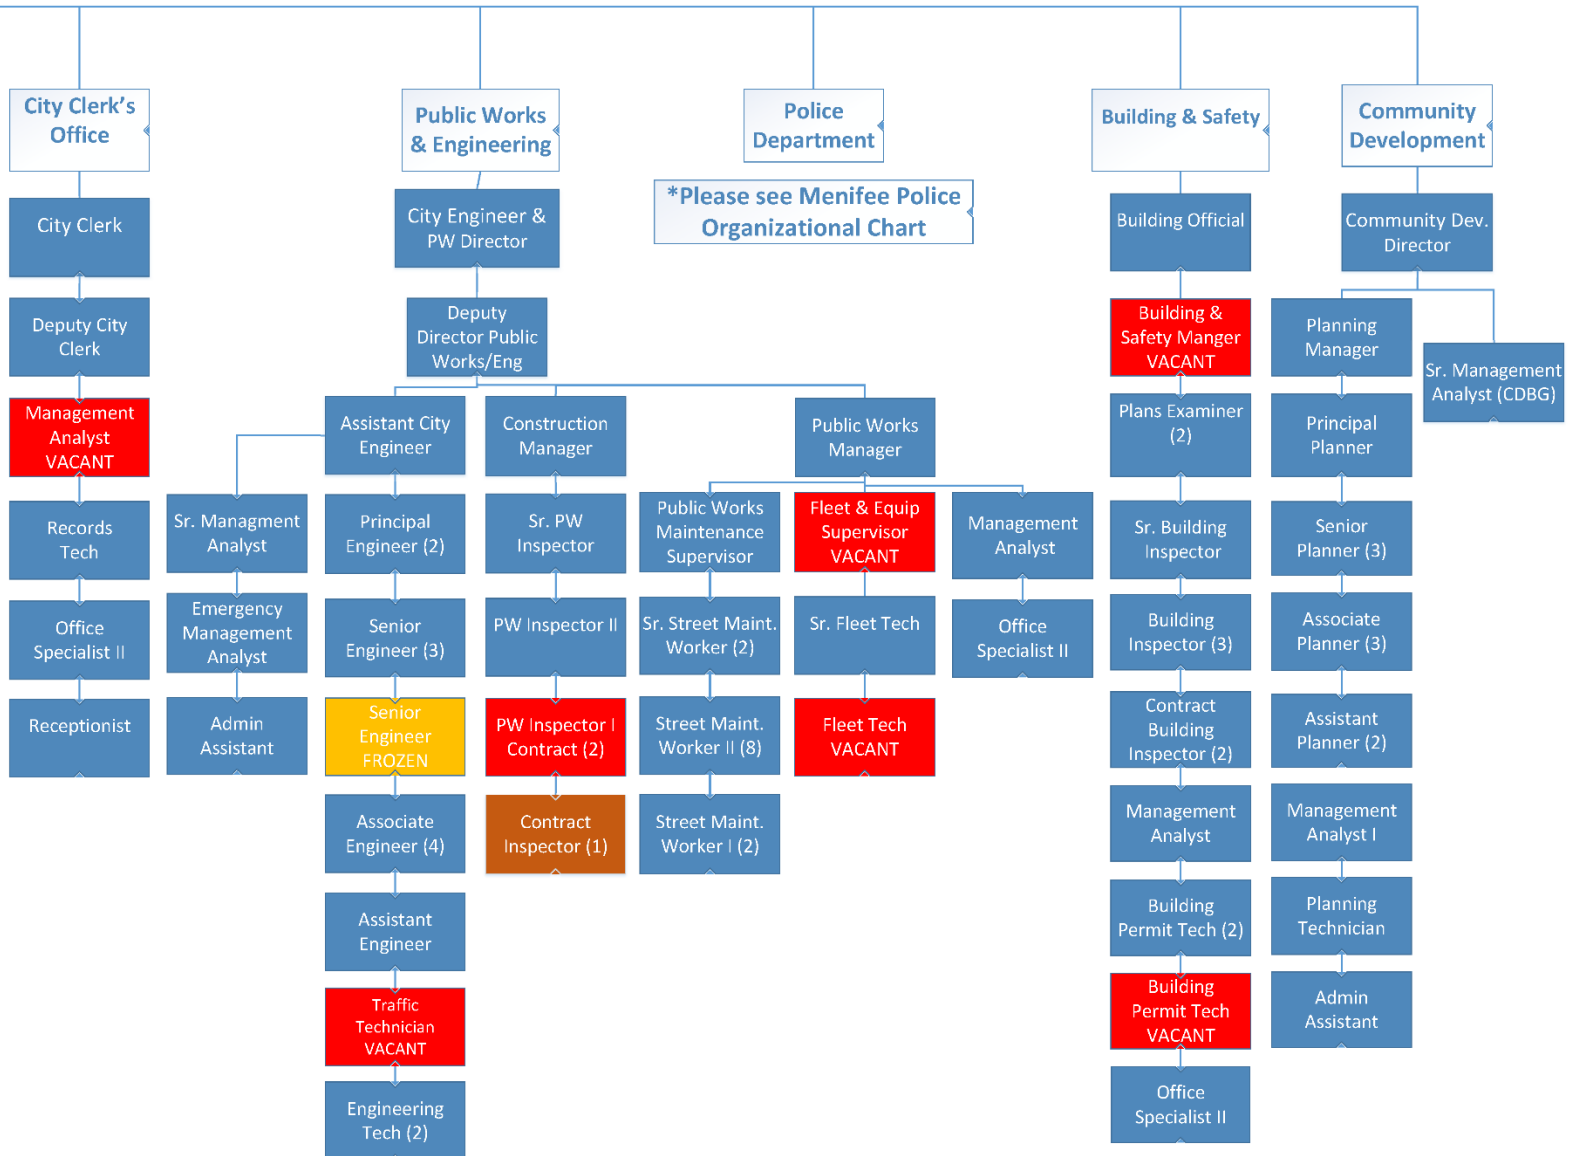 City Clerk's
Office
Public Works
& Engineering
Police
Department
Building & Safety
Community
Development
*Please see Menifee Police
Organizational Chart
City Clerk
Deputy City
Clerk
Management
Analyst
VACANT
Records
Tech
Office
Specialist II
Receptionist
City Engineer &
PW Director
Deputy
Director Public
Works/Eng
Assistant City
Engineer
Sr. Managment
Analyst
Emergency
Management
Analyst
Admin
Assistant
Principal
Engineer (2)
Senior
Engineer (3)
Senior
Engineer
FROZEN
Associate
Engineer (4)
Assistant
Engineer
Traffic
Technician
VACANT
Engineering
Tech (2)
Construction
Manager
Sr. PW
Inspector
PW Inspector II
PW Inspector I
Contract (2)
Contract
Inspector (1)
Public Works
Manager
Public Works
Maintenance
Supervisor
Sr. Street Maint.
Worker (2)
Street Maint.
Worker II (8)
Street Maint.
Worker I (2)
Fleet & Equip
Supervisor
VACANT
Sr. Fleet Tech
Fleet Tech
VACANT
Management
Analyst
Office
Specialist II
Building Official
Building &
Safety Manger
VACANT
Plans Examiner
(2)
Sr. Building
Inspector
Building
Inspector (3)
Contract
Building
Inspector (2)
Management
Analyst
Building
Permit Tech (2)
Building
Permit Tech
VACANT
Office
Specialist II
Community Dev.
Director
Planning
Manager
Sr. Management
Analyst (CDBG)
Principal
Planner
Senior
Planner (3)
Associate
Planner (3)
Assistant
Planner (2)
Management
Analyst I
Planning
Technician
Admin
Assistant